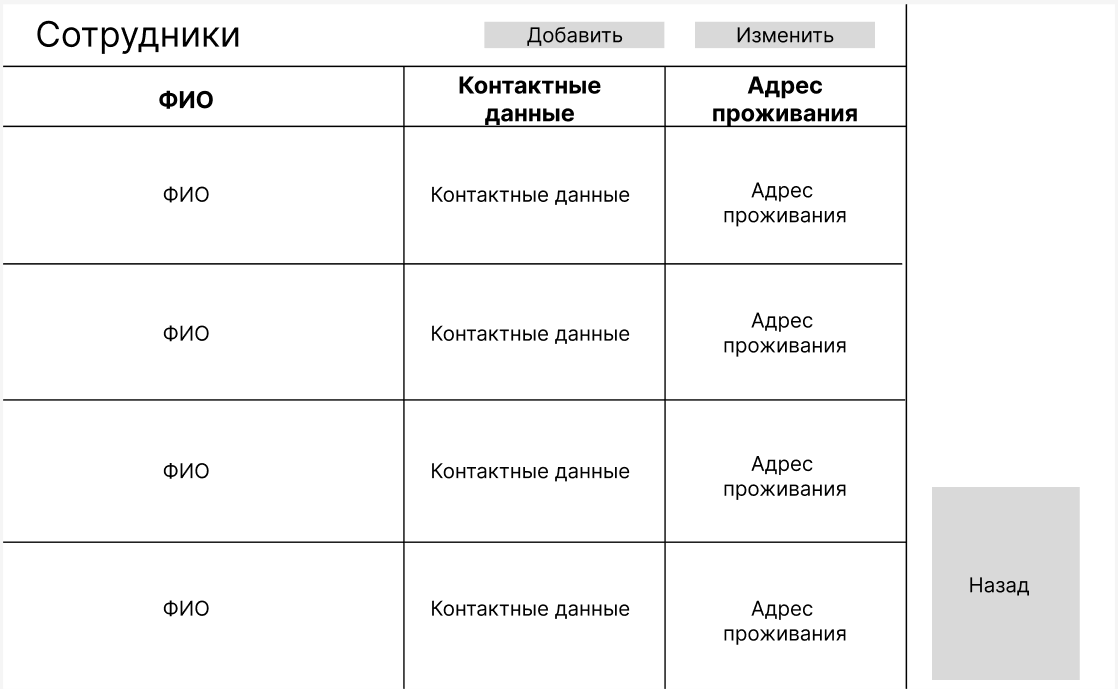 Сотрудники
Добавить
Изменить
ФИО
Контактные
данные
Адрес
проживания
ФИО
Контактные данные
Адрес
проживания
ФИО
Контактные данные
Адрес
проживания
ФИО
Контактные данные
Адрес
проживания
ФИО
Контактные данные
Адрес
проживания
Назад